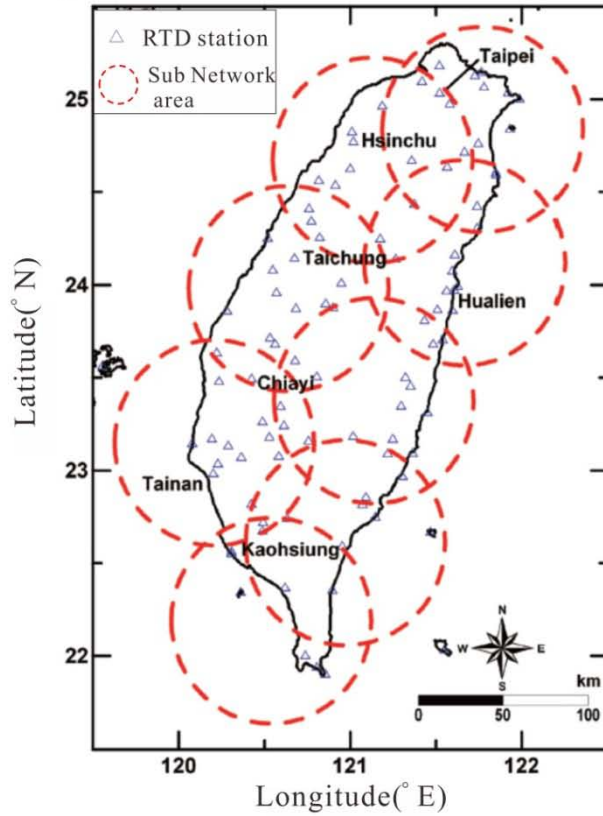 RTD station
Sub Network
area
Taipei
Hsinchu
Taichung
Hualien
Chiayi
Tainan
Kaohsiung
25
24
23
22
Latitude(° N)
N
W
E
S
km
0
50
100
120
121
122
Longitude(° E)